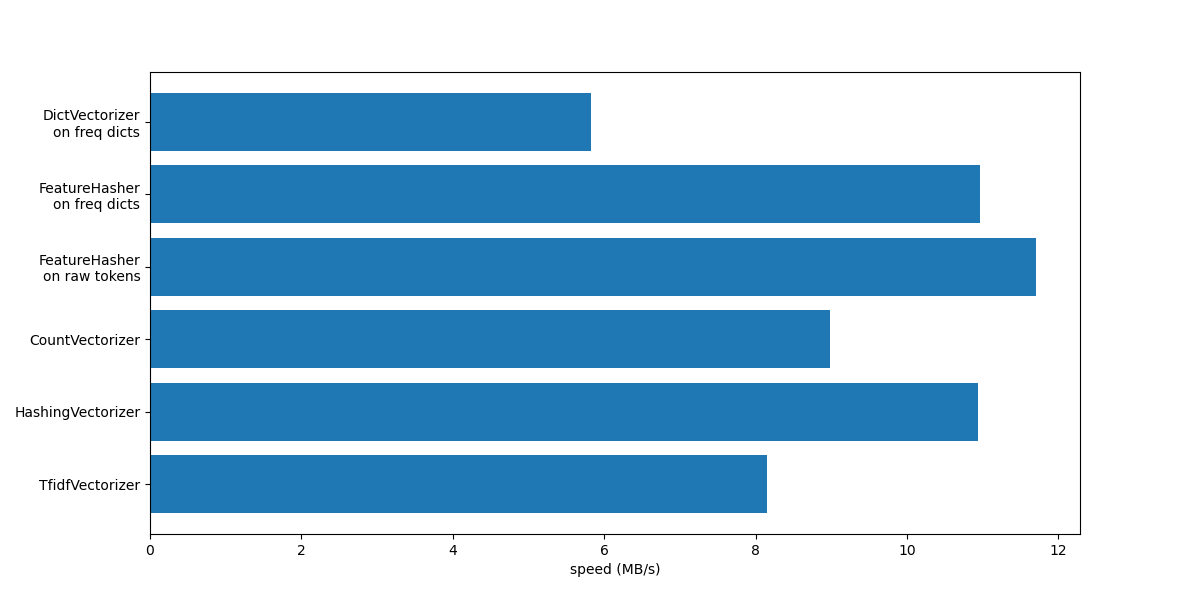 DictVectorizer
on freq dicts
FeatureHasher
on freq dicts
FeatureHasher
on raw tokens
CountVectorizer
HashingVectorizer
TfidfVectorizer
0 2 4 6 8 10 12
speed (MB/s)